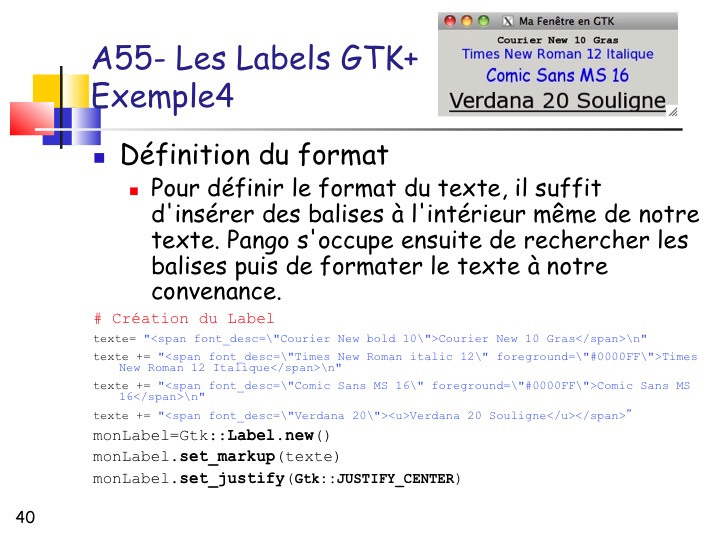 Ma Fenêtre en GTK
Courier New 10 Gras
Times New Roman 12 Italique
Comic Sans MS 16
Verdana 20 Souligne
A55- Les Labels GTK+
Exemple4
Définition du format
Pour définir le format du texte, il suffit
d'insérer des balises à l'intérieur même de notre
texte. Pango s'occupe ensuite de rechercher les
balises puis de formater le texte à notre
convenance.
# Création du Label
texte= "<span font_desc=\"Courier New bold 10\">Courier New 10 Gras</span>\n"
texte += "<span font_desc=\"Times New Roman italic 12\" foreground=\"#0000FF\">Times
New Roman 12 Italique</span>\n"
texte += "<span font_desc=\"Comic Sans MS 16\" foreground=\"#0000FF\">Comic Sans MS
16</span>\n"
texte += "<span font_desc=\"Verdana 20\"><u>Verdana 20 Souligne</u></span>"
monLabel=Gtk::Label.new()
monLabel.set_markup(texte)
monLabel.set_justify(Gtk::JUSTIFY_CENTER)
40